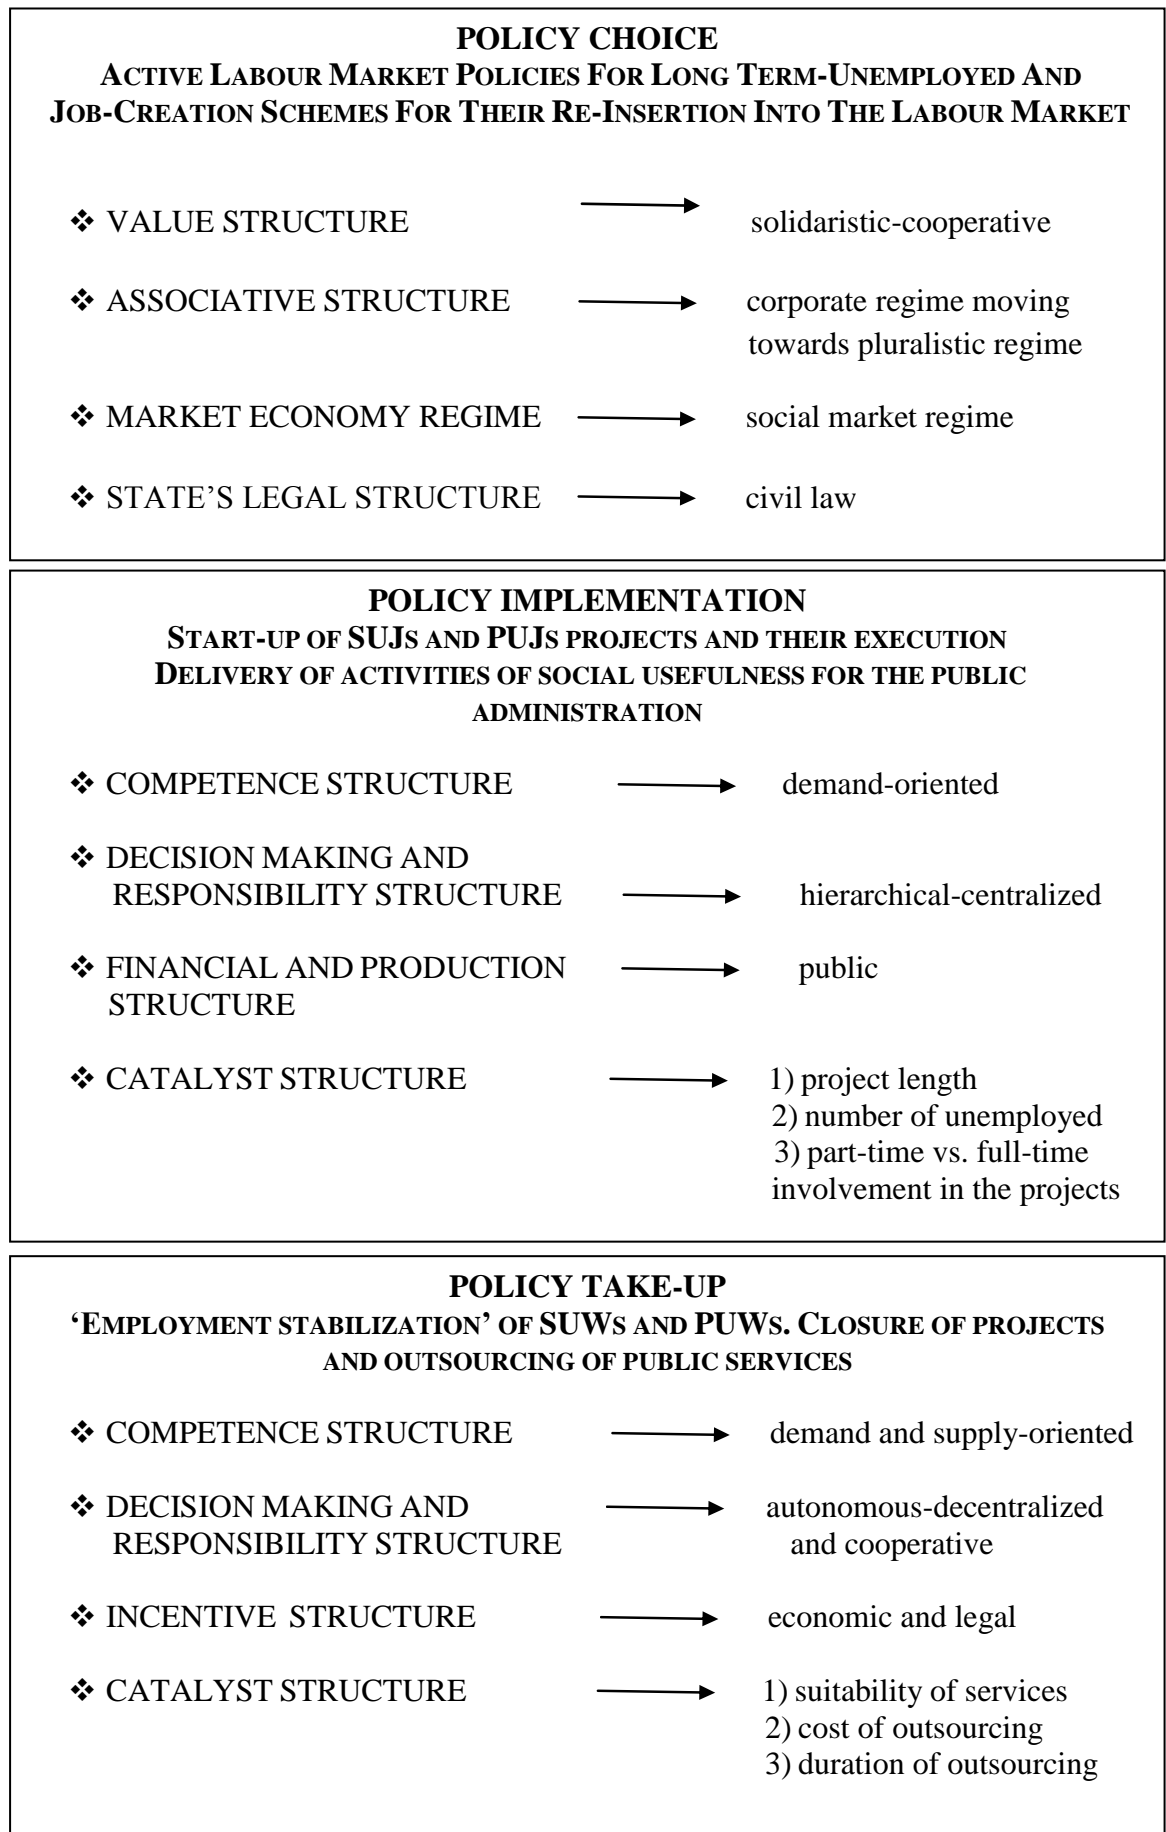 POLICY CHOICE
ACTIVE LABOUR MARKET POLICIES FOR LONG TERM-UNEMPLOYED AND
JOB-CREATION SCHEMES FOR THEIR RE-INSERTION INTO THE LABOUR MARKET
❖ VALUE STRUCTURE → solidaristic-cooperative
❖ ASSOCIATIVE STRUCTURE → corporate regime moving
towards pluralistic regime
❖ MARKET ECONOMY REGIME → social market regime
❖ STATE'S LEGAL STRUCTURE → civil law
POLICY IMPLEMENTATION
START-UP OF SUJS AND PUJS PROJECTS AND THEIR EXECUTION
DELIVERY OF ACTIVITIES OF SOCIAL USEFULNESS FOR THE PUBLIC
ADMINISTRATION
❖ COMPETENCE STRUCTURE → demand-oriented
❖ DECISION MAKING AND
RESPONSIBILITY STRUCTURE → hierarchical-centralized
❖ FINANCIAL AND PRODUCTION → public
STRUCTURE
❖ CATALYST STRUCTURE → 1) project length
2) number of unemployed
3) part-time vs. full-time
involvement in the projects
POLICY TAKE-UP
‘EMPLOYMENT STABILIZATION’ OF SUWS AND PUWS. CLOSURE OF PROJECTS
AND OUTSOURCING OF PUBLIC SERVICES
❖ COMPETENCE STRUCTURE → demand and supply-oriented
❖ DECISION MAKING AND → autonomous-decentralized
RESPONSIBILITY STRUCTURE and cooperative
❖ INCENTIVE STRUCTURE → economic and legal
❖ CATALYST STRUCTURE → 1) suitability of services
2) cost of outsourcing
3) duration of outsourcing